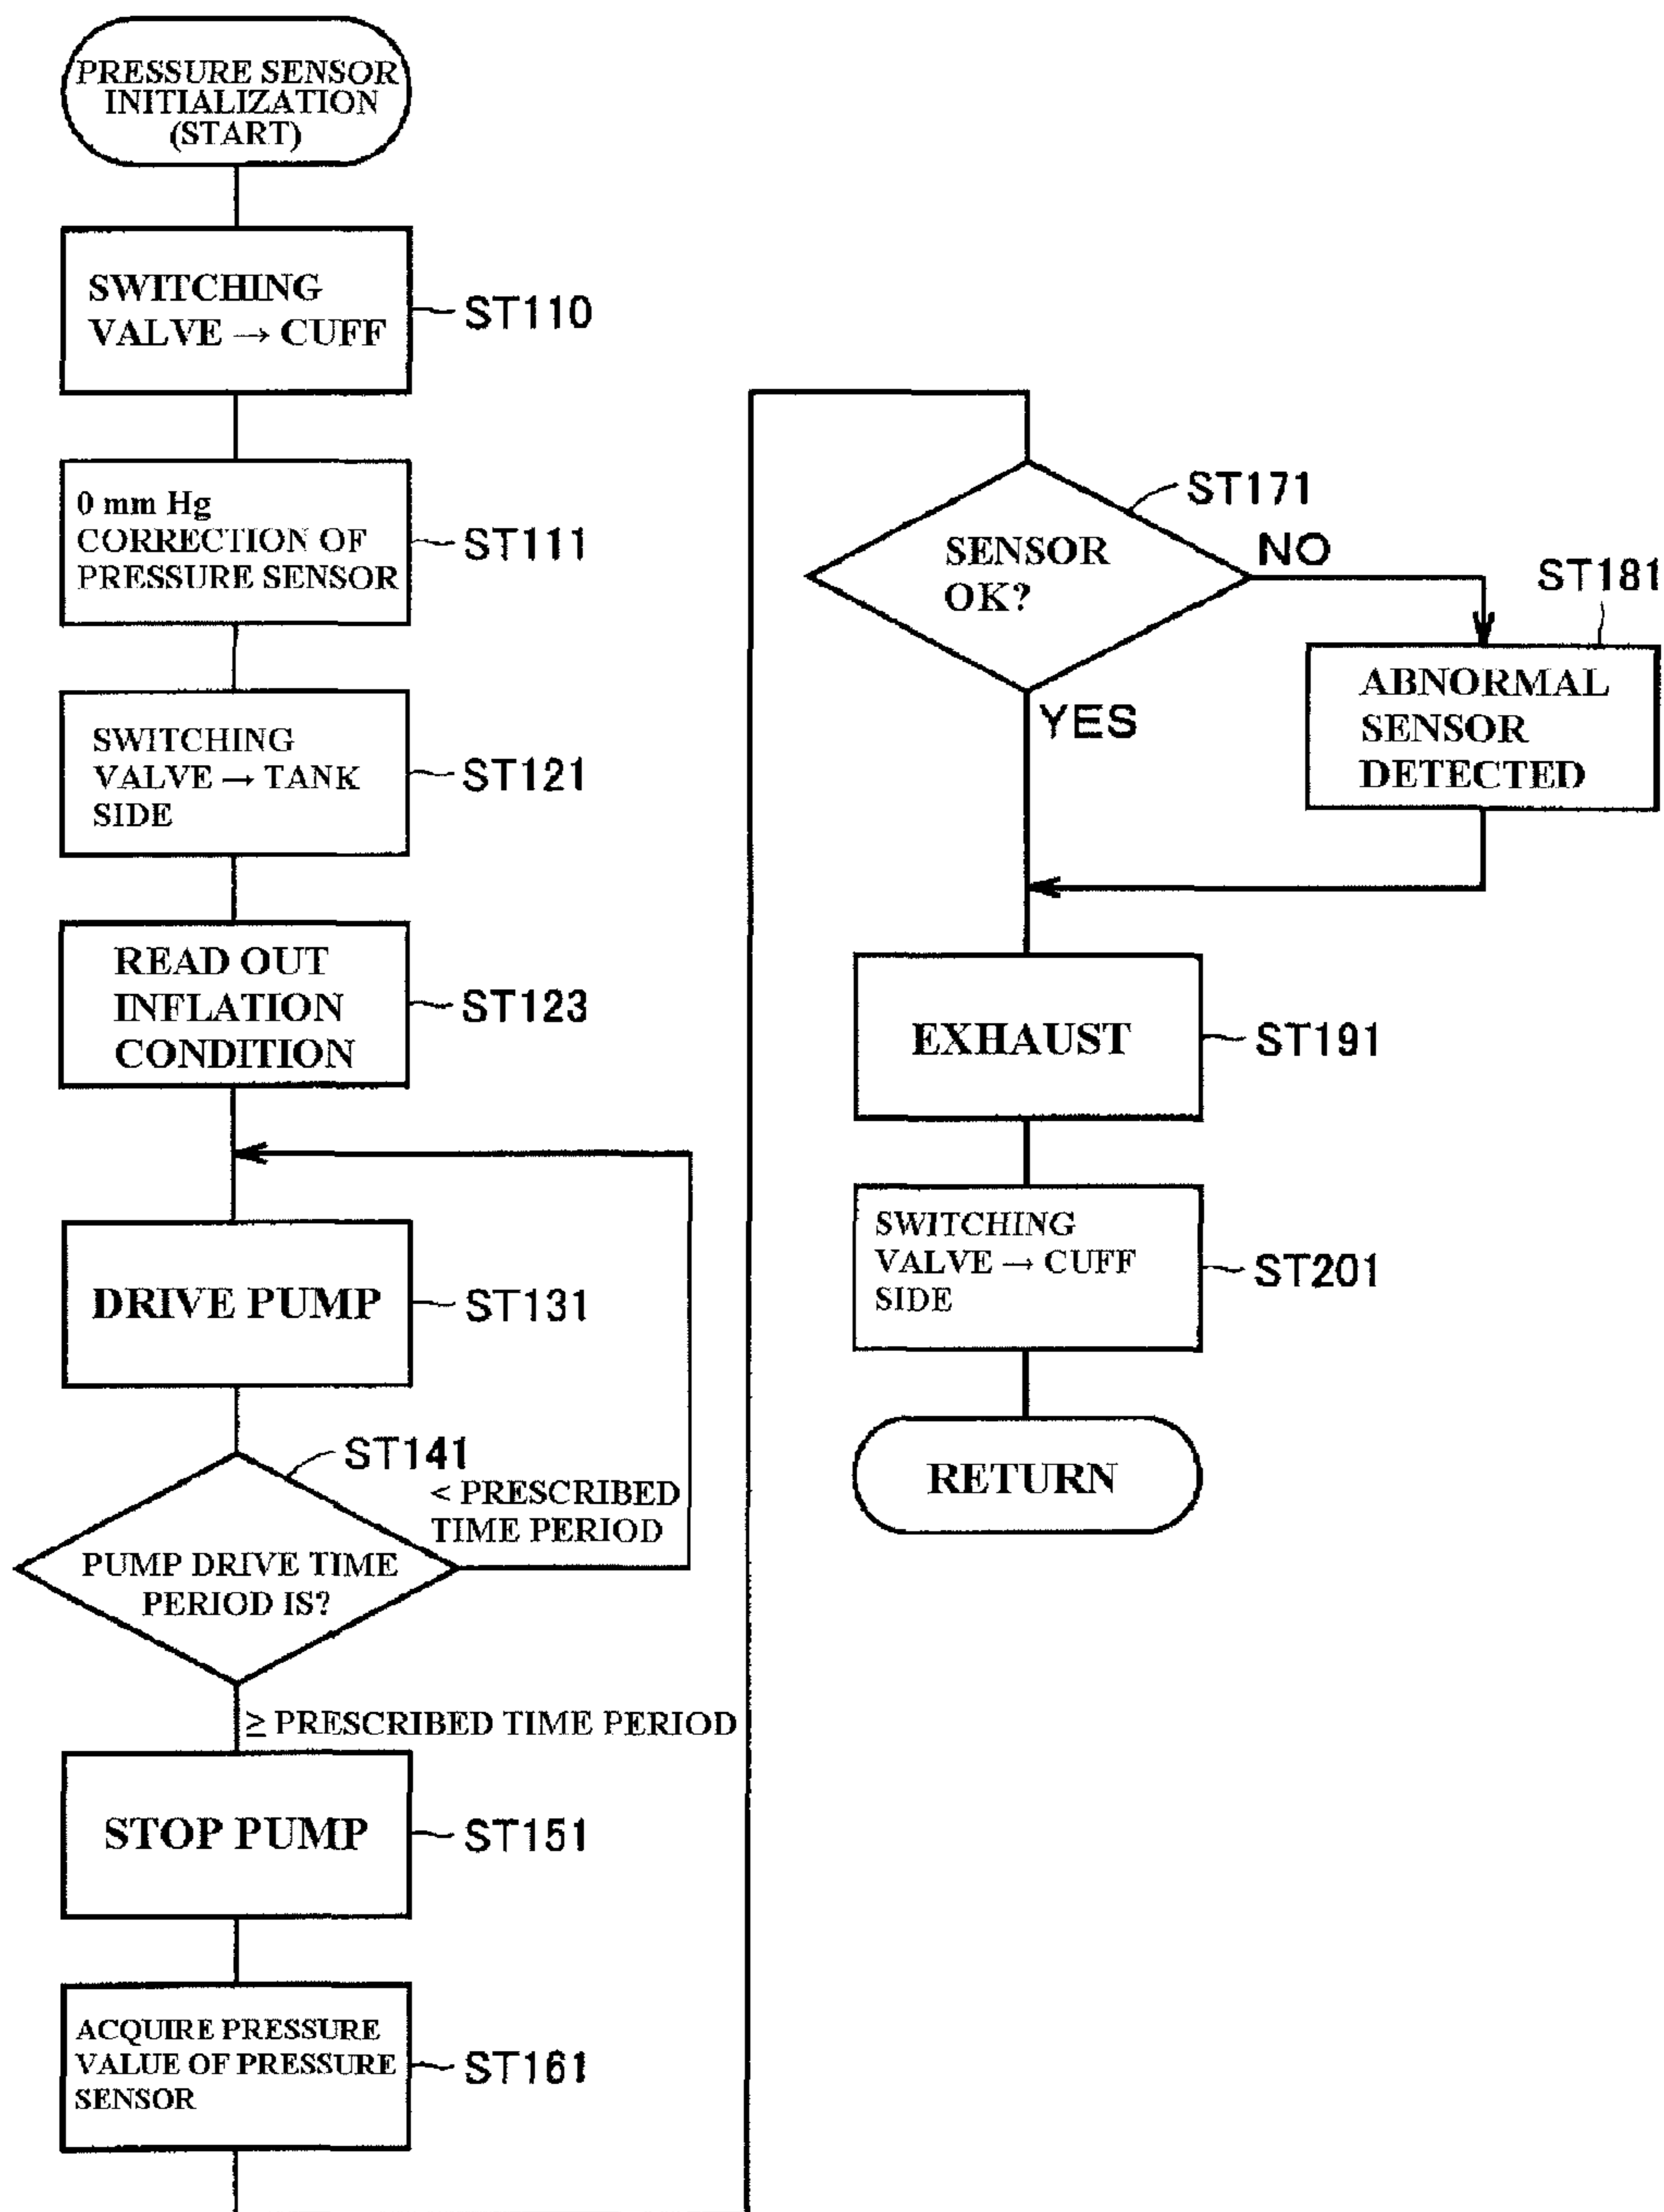 PRESSURE SENSOR
INITIALIZATION
(START)
SWITCHING
VALVE → CUFF
ST110
0 mm Hg
CORRECTION OF
PRESSURE SENSOR
ST111
SWITCHING
VALVE → TANK
SIDE
ST121
READ OUT
INFLATION
CONDITION
ST123
DRIVE PUMP
ST131
ST141
< PRESCRIBED
TIME PERIOD
PUMP DRIVE TIME
PERIOD IS?
≥ PRESCRIBED TIME PERIOD
STOP PUMP
ST151
ACQUIRE PRESSURE
VALUE OF PRESSURE
SENSOR
ST161
ST171
SENSOR
OK?
NO
YES
ST181
ABNORMAL
SENSOR
DETECTED
EXHAUST
ST191
SWITCHING
VALVE → CUFF
SIDE
ST201
RETURN